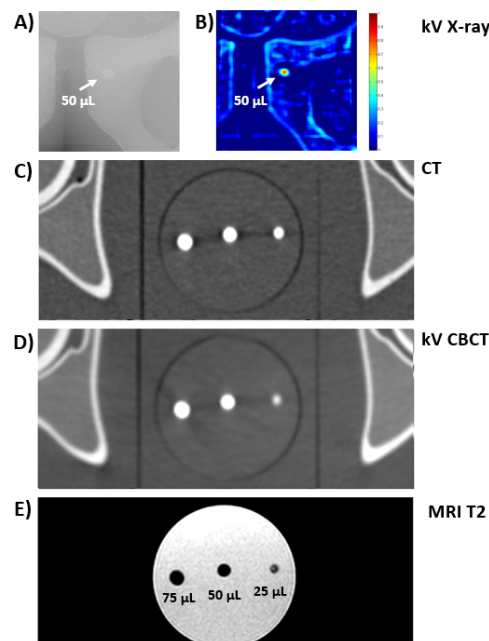 A)
B)
kV X-ray
50 µL
50 µL
C)
CT
D)
kV CBCT
E)
MRI T2
75 µL
50 µL
25 µL